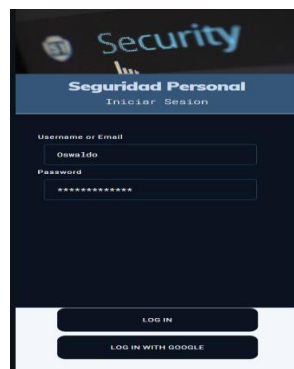 Security
Seguridad Personal
Iniciar Sesion
Username or Email
Oswaldo
Password
*************
LOG IN
LOG IN WITH GOOGLE